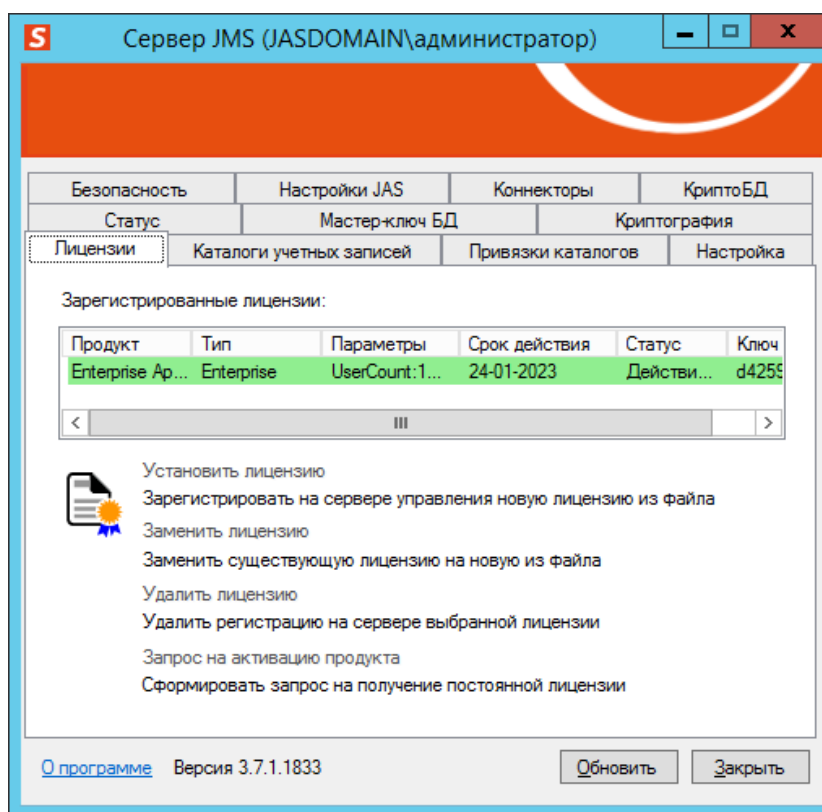 S Сервер JMS (JASDOMAIN\администратор)
Безопасность Настройки JAS Коннекторы КриптоБД
Статус Мастер-ключ БД Криптография
Лицензии Каталоги учетных записей Привязки каталогов Настройка
Зарегистрированные лицензии:
Продукт Тип Параметры Срок действия Статус Ключ
Enterprise Ap... Enterprise UserCount:1... 24-01-2023 Действи... d4259
Установить лицензию
Зарегистрировать на сервере управления новую лицензию из файла
Заменить лицензию
Заменить существующую лицензию на новую из файла
Удалить лицензию
Удалить регистрацию на сервере выбранной лицензии
Запрос на активацию продукта
Сформировать запрос на получение постоянной лицензии
О программе Версия 3.7.1.1833 Обновить Закрыть